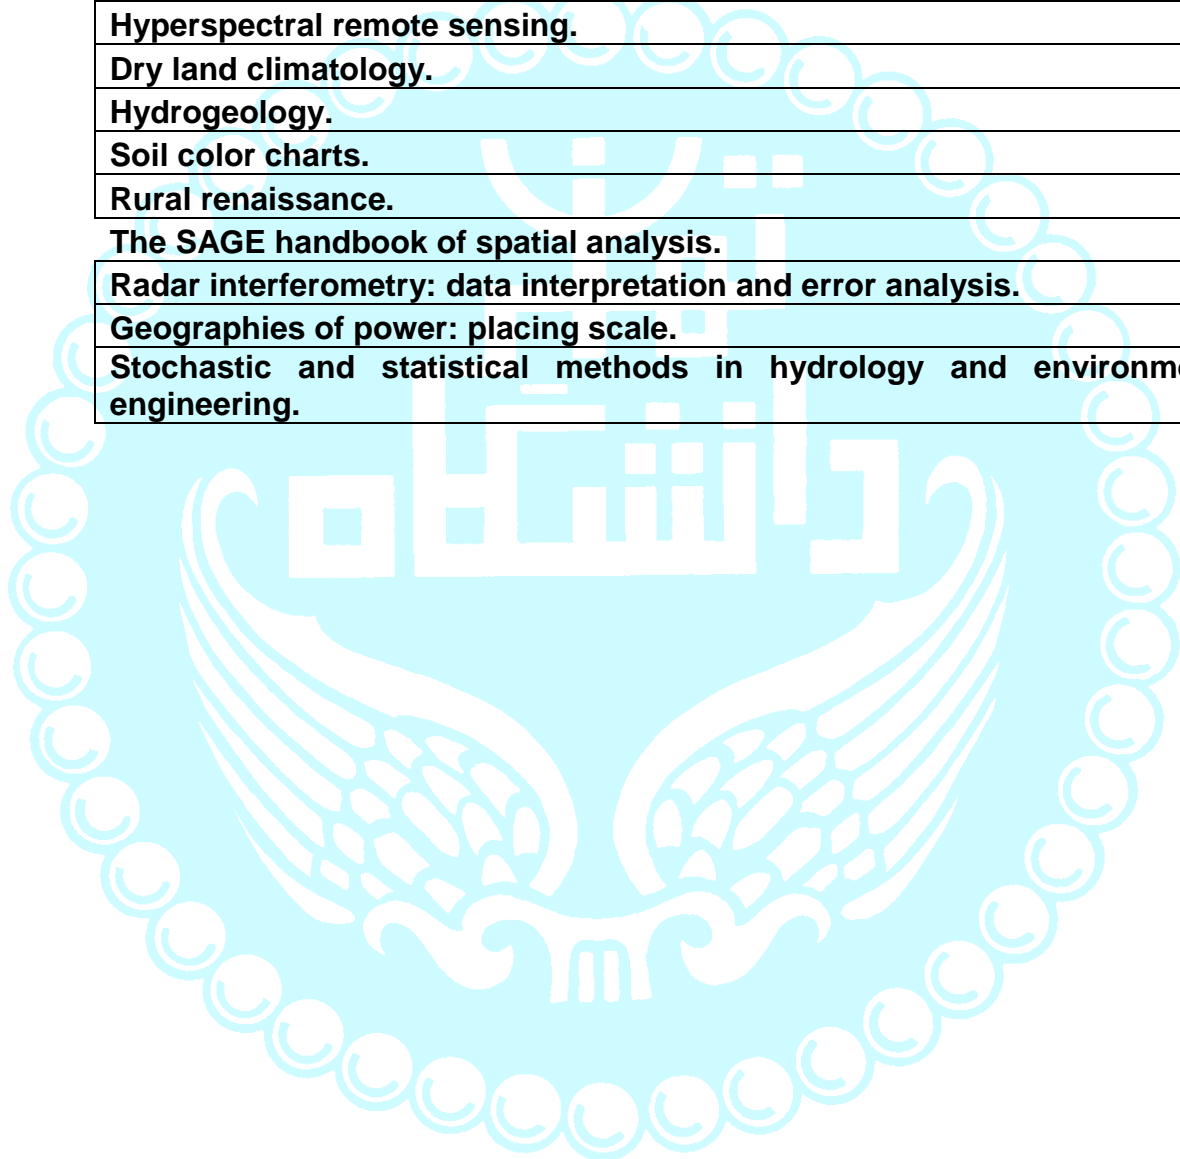 Hyperspectral remote sensing.
Dry land climatology.
Hydrogeology.
Soil color charts.
Rural renaissance.
The SAGE handbook of spatial analysis.
Radar interferometry: data interpretation and error analysis.
Geographies of power: placing scale.
Stochastic and statistical methods in hydrology and
engineering.
دانشگاه